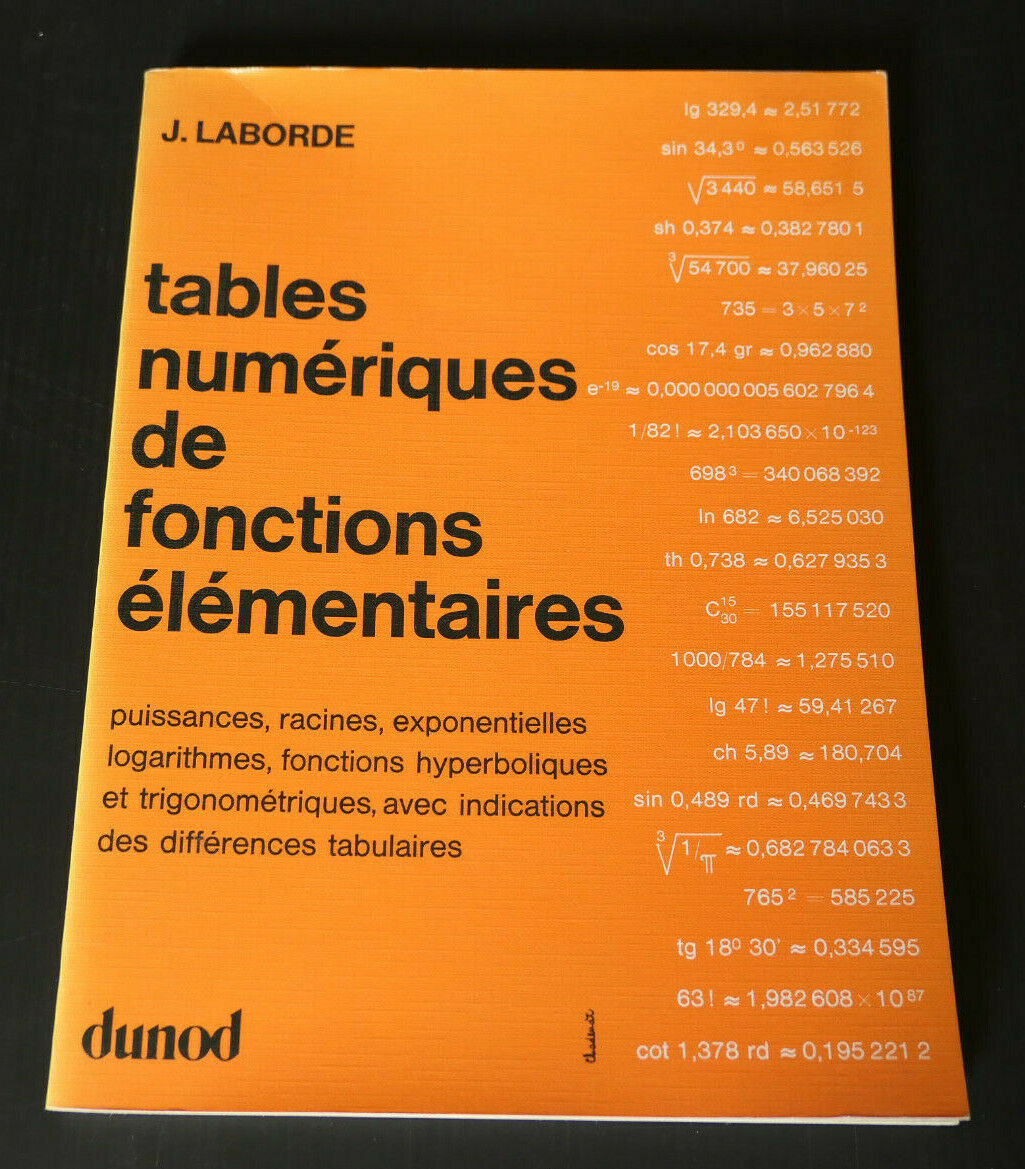 J. LABORDE
tables
numériques
de
fonctions
élémentaires
puissances, racines, exponentielles
logarithmes, fonctions hyperboliques
et trigonométriques, avec indications
des différences tabulaires
dunod
lg 329,4 ≈ 2,51 772
sin 34,3⁰ ≈ 0,563 526
√3 440 ≈ 58,651 5
sh 0,374 ≈ 0,382 780 1
∛54 700 ≈ 37,960 25
735 = 3 × 5 × 7²
cos 17,4 gr ≈ 0,962 880
e⁻¹⁹ ≈ 0,000 000 005 602 796 4
1/82 ! ≈ 2,103 650 × 10⁻¹²³
698³ = 340 068 392
ln 682 ≈ 6,525 030
th 0,738 ≈ 0,627 935 3
C¹⁵₃₀ = 155 117 520
1000/784 ≈ 1,275 510
lg 47 ! ≈ 59,41 267
ch 5,89 ≈ 180,704
sin 0,489 rd ≈ 0,469 743 3
∛1/π ≈ 0,682 784 063 3
765² = 585 225
tg 18⁰ 30' ≈ 0,334 595
63 ! ≈ 1,982 608 × 10⁸⁷
cot 1,378 rd ≈ 0,195 221 2